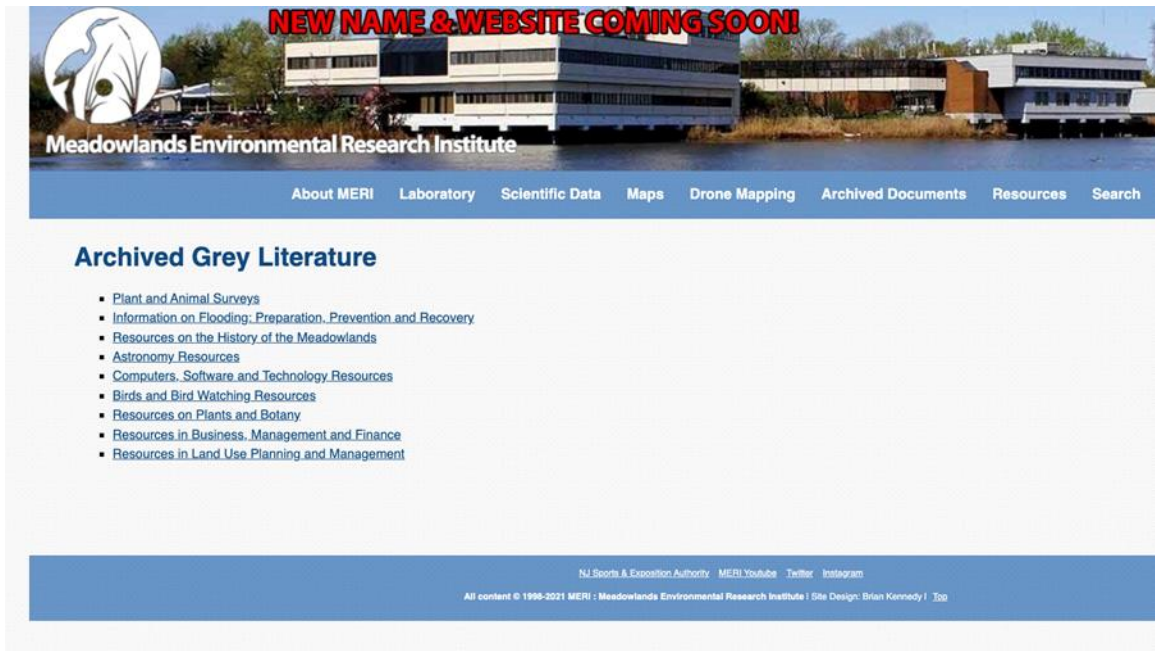 NEW NAME & WEBSITE COMING SOON!
Meadowlands Environmental Research Institute
About MERI Laboratory Scientific Data Maps Drone Mapping Archived Documents Resources Search
Archived Grey Literature
Plant and Animal Surveys
Information on Flooding: Preparation, Prevention and Recovery
Resources on the History of the Meadowlands
Astronomy Resources
Computers, Software and Technology Resources
Birds and Bird Watching Resources
Resources on Plants and Botany
Resources in Business, Management and Finance
Resources in Land Use Planning and Management
NJ Sports & Exposition Authority MERI Youtube Twitter Instagram
All content © 1998-2021 MERI : Meadowlands Environmental Research Institute | Site Design: Brian Kennedy | Top